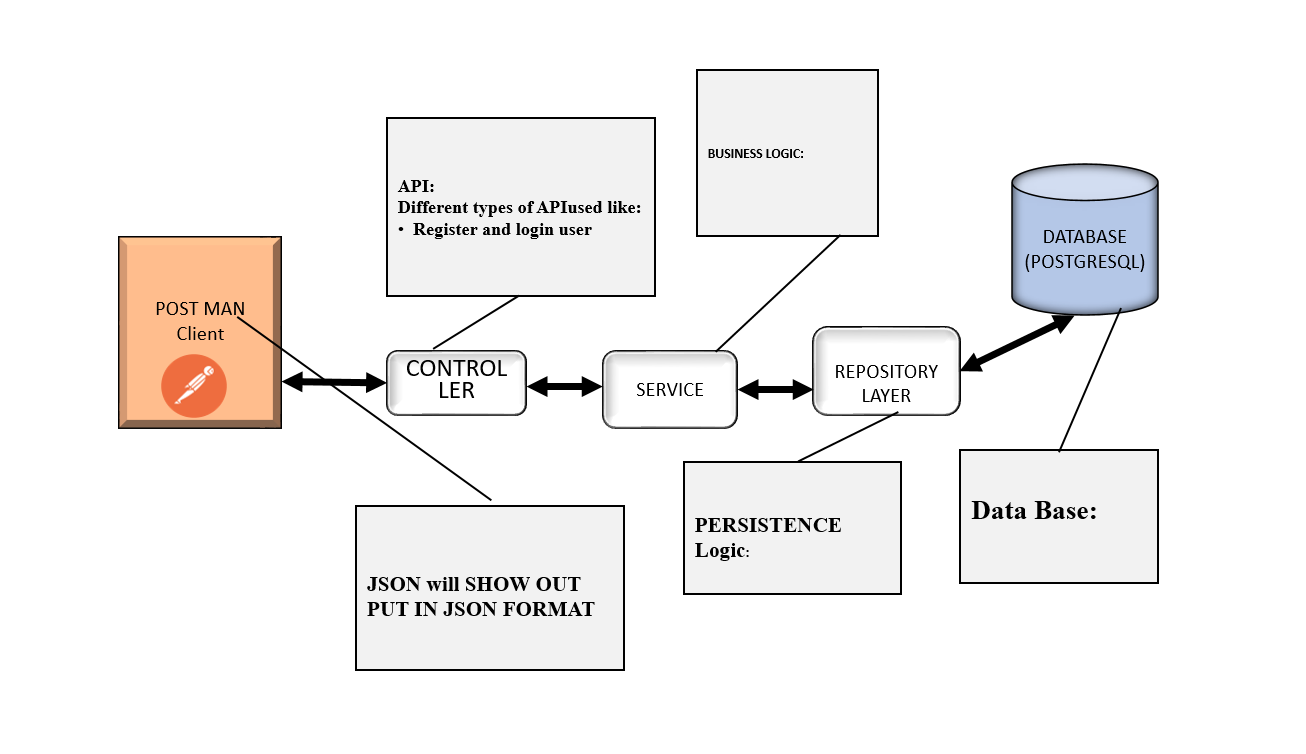 BUSINESS LOGIC:
API:
Different types of APIused like:
• Register and login user
DATABASE
(POSTGRESQL)
POST MAN
Client
CONTROL
LER
SERVICE
REPOSITORY
LAYER
JSON will SHOW OUT
PUT IN JSON FORMAT
PERSISTENCE
Logic:
Data Base: